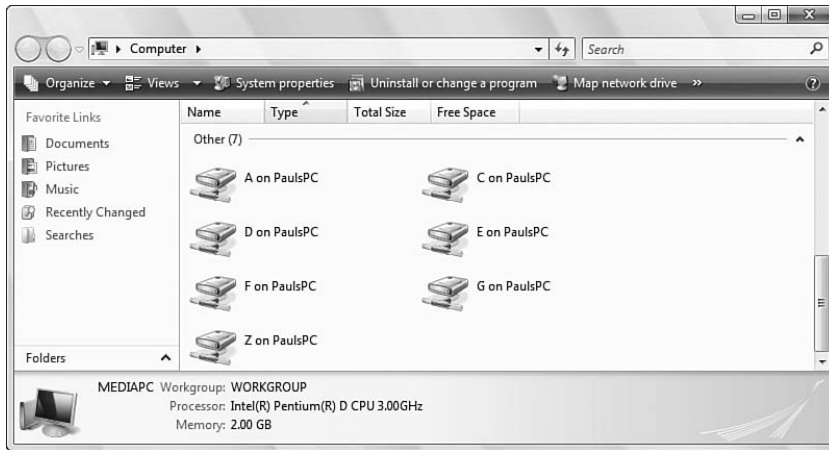 Computer
Search
Organize Views System properties Uninstall or change a program Map network drive » ?
Favorite Links
Documents
Pictures
Music
Recently Changed
Searches
Folders
Name Type Total Size Free Space
Other (7)
A on PaulsPC C on PaulsPC
D on PaulsPC E on PaulsPC
F on PaulsPC G on PaulsPC
Z on PaulsPC
MEDIAPC Workgroup: WORKGROUP
Processor: Intel(R) Pentium(R) D CPU 3.00GHz
Memory: 2.00 GB